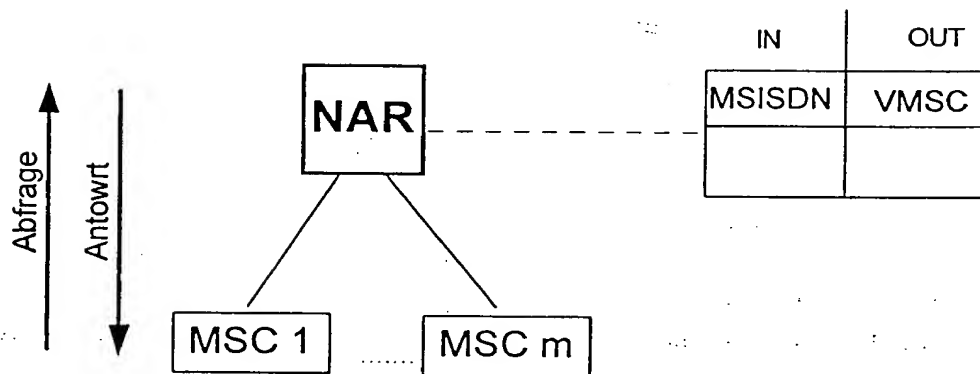 IN OUT
NAR
MSISDN VMSC
Abfrage
Antowrt
MSC 1 ........ MSC m